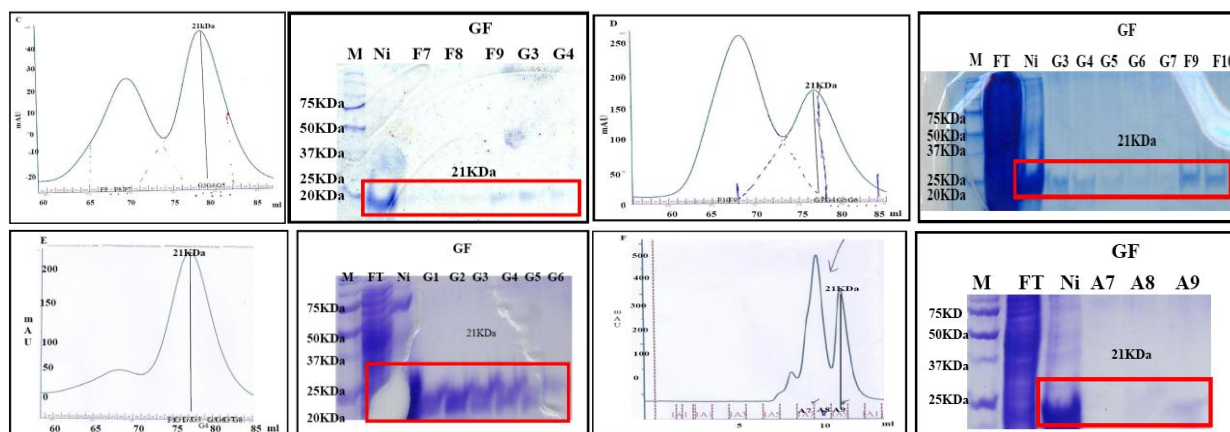 C
21kDa
40
30
20
10
0
-10
-20
mAU
60
65
70
75
80
85
ml
GF
M Ni F7 F8 F9 G3 G4
75KDa
50KDa
37KDa
25KDa
20KDa
21KDa
D
250
200
150
100
50
0
mAU
21KDa
60
65
70
75
80
85
ml
GF
M FT Ni G3 G4 G5 G6 G7 F9 F10
75KDa
50KDa
37KDa
25KDa
20KDa
21KDa
E
21KDa
200
150
100
50
0
m
A
U
G4
60
65
70
75
80
85
ml
GF
M FT Ni G1 G2 G3 G4 G5 G6
75KDa
50KDa
37KDa
25KDa
20KDa
21KDa
F
500
400
300
200
100
0
m
A
U
21KDa
A7 A8 A9
5
10
ml
GF
M FT Ni A7 A8 A9
75KD
50KDa
37KDa
25KDa
21KDa